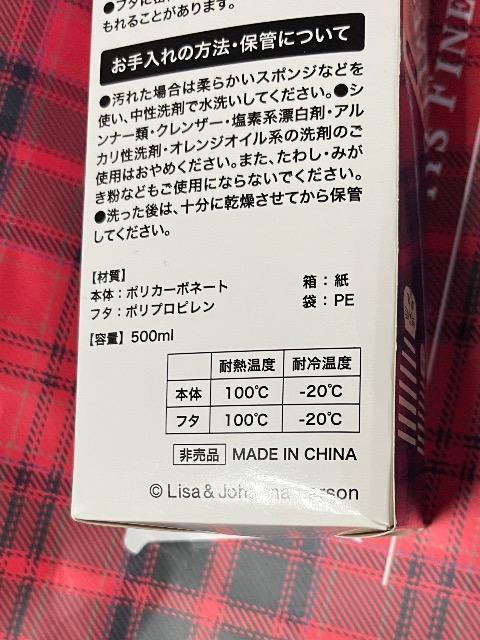 ●フタに
もれることがあります。
お手入れの方法・保管について
●汚れた場合は柔らかいスポンジなどを
使い、中性洗剤で水洗いしてください。●シ
ンナー類・クレンザー・塩素系漂白剤・アル
カリ性洗剤・オレンジオイル系の洗剤のご
使用はおやめください。また、たわし・みが
き粉などもご使用にならないでください。
●洗った後は、十分に乾燥させてから保管
してください。
【材質】
本体：ポリカーボネート 箱：紙
フタ：ポリプロピレン 袋：PE
【容量】500ml
耐熱温度 耐冷温度
本体 100℃ -20℃
フタ 100℃ -20℃
非売品 MADE IN CHINA
© Lisa & Joh
IS FINE